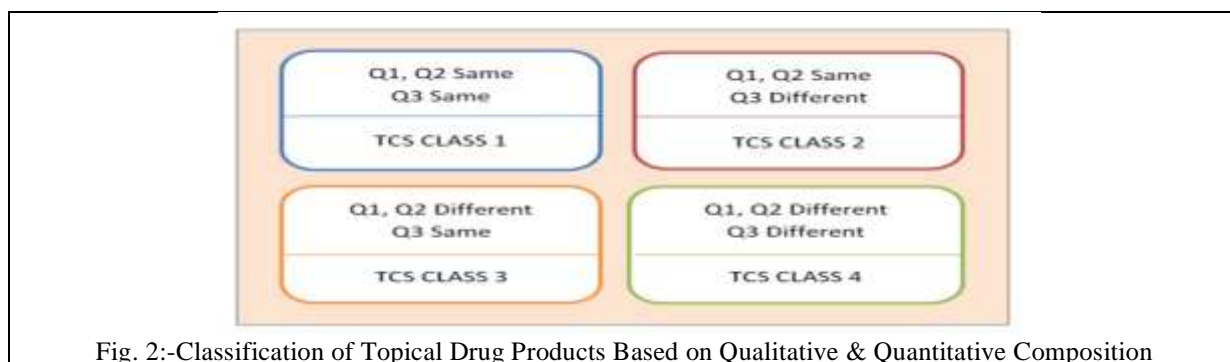 Q1, Q2 Same
Q3 Same
TCS CLASS 1
Q1, Q2 Same
Q3 Different
TCS CLASS 2
Q1, Q2 Different
Q3 Same
TCS CLASS 3
Q1, Q2 Different
Q3 Different
TCS CLASS 4
Fig. 2:-Classification of Topical Drug Products Based on Qualitative & Quantitative Composition